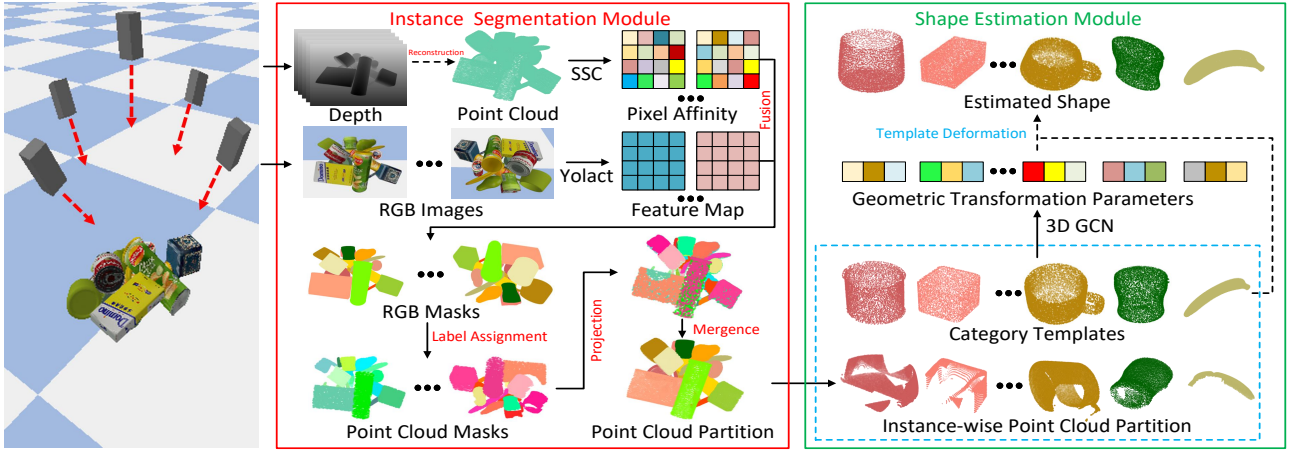 Instance Segmentation Module
Reconstruction
Depth
Point Cloud
SSC
Pixel Affinity
Fusion
RGB Images
Yolact
Feature Map
RGB Masks
Label Assignment
Projection
Mergence
Point Cloud Masks
Point Cloud Partition
Domino
Shape Estimation Module
Estimated Shape
Template Deformation
Geometric Transformation Parameters
3D GCN
Category Templates
Instance-wise Point Cloud Partition